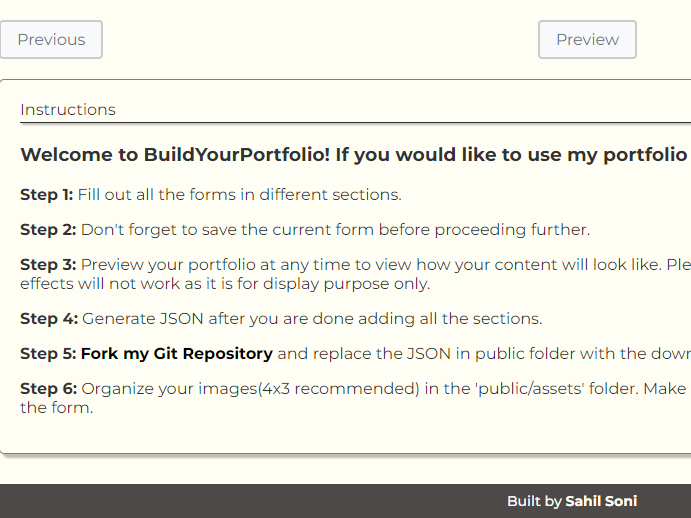 Previous Preview
Instructions
Welcome to BuildYourPortfolio! If you would like to use my portfolio
Step 1: Fill out all the forms in different sections.
Step 2: Don't forget to save the current form before proceeding further.
Step 3: Preview your portfolio at any time to view how your content will look like. Ple
effects will not work as it is for display purpose only.
Step 4: Generate JSON after you are done adding all the sections.
Step 5: Fork my Git Repository and replace the JSON in public folder with the down
Step 6: Organize your images(4x3 recommended) in the 'public/assets' folder. Make
the form.
Built by Sahil Soni